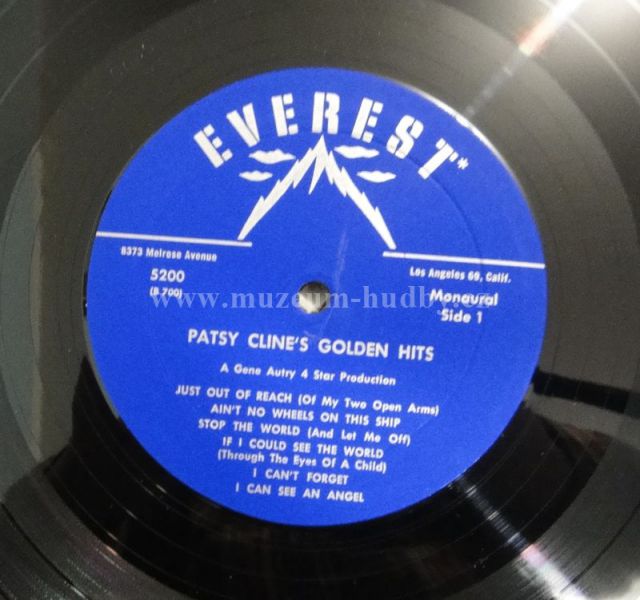 EVEREST*
8373 Melrose Avenue
Los Angeles 69, Calif.
5200
(B 700)
Monaural
Side 1
www.muzeum-hudby.cz
PATSY CLINE'S GOLDEN HITS
A Gene Autry 4 Star Production
JUST OUT OF REACH (Of My Two Open Arms)
AIN'T NO WHEELS ON THIS SHIP
STOP THE WORLD (And Let Me Off)
IF I COULD SEE THE WORLD
(Through The Eyes Of A Child)
I CAN'T FORGET
I CAN SEE AN ANGEL